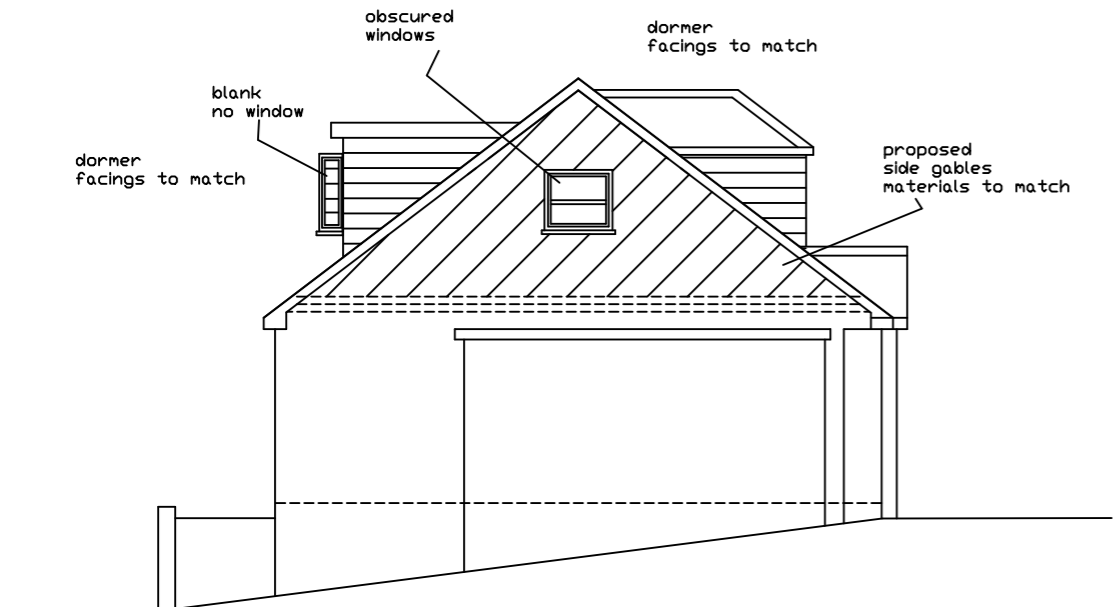 obscured
windows
dormer
facings to match
blank
no window
dormer
facings to match
proposed
side gables
materials to match